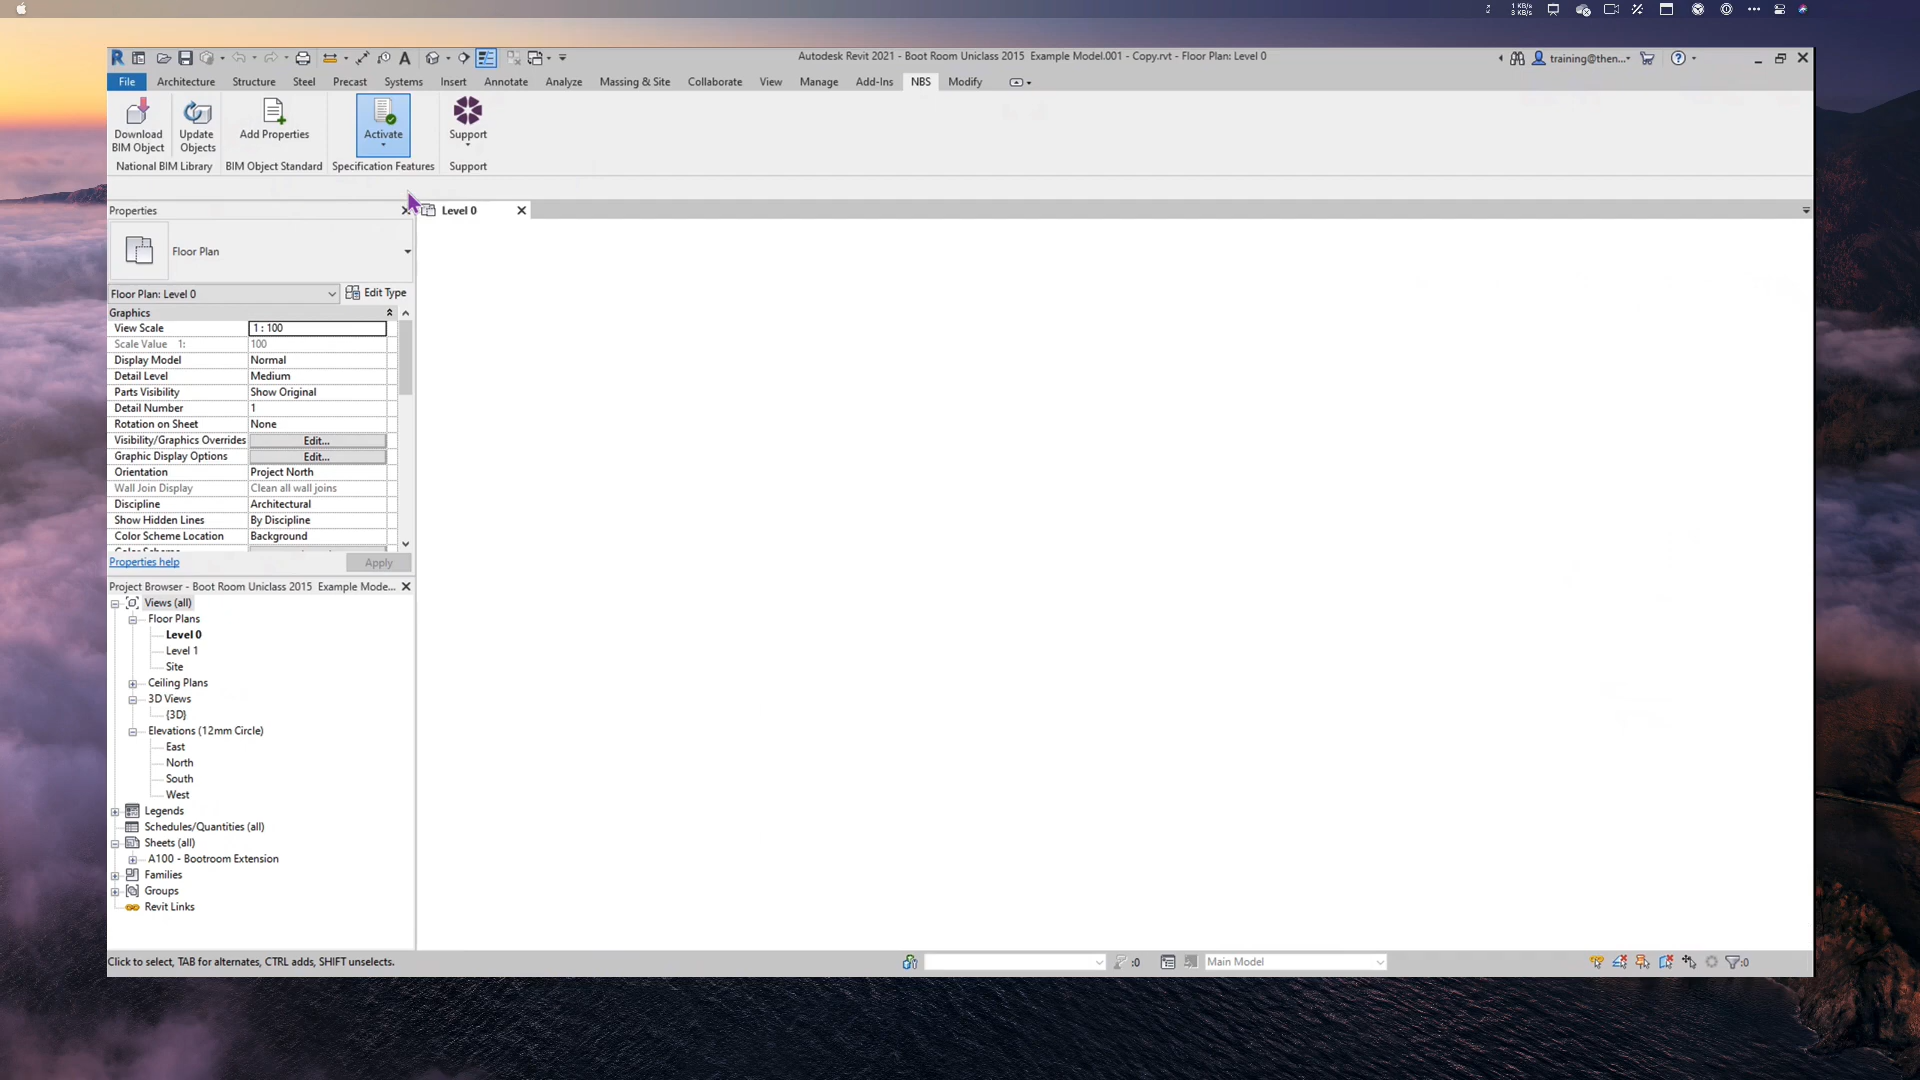 1 KB/s
3 KB/s
Autodesk Revit 2021 - Boot Room Uniclass 2015 Example Model.001 - Copy.rvt - Floor Plan: Level 0
training@then...
File Architecture Structure Steel Precast Systems Insert Annotate Analyze Massing & Site Collaborate View Manage Add-Ins NBS Modify
Download BIM Object
Update Objects
Add Properties
Activate
Support
National BIM Library
BIM Object Standard
Specification Features
Support
Properties
Level 0
Floor Plan
Floor Plan: Level 0
Edit Type
Graphics
View Scale 1 : 100
Scale Value 1: 100
Display Model Normal
Detail Level Medium
Parts Visibility Show Original
Detail Number 1
Rotation on Sheet None
Visibility/Graphics Overrides Edit...
Graphic Display Options Edit...
Orientation Project North
Wall Join Display Clean all wall joins
Discipline Architectural
Show Hidden Lines By Discipline
Color Scheme Location Background
Properties help
Apply
Project Browser - Boot Room Uniclass 2015 Example Mode...
Views (all)
Floor Plans
Level 0
Level 1
Site
Ceiling Plans
3D Views
{3D}
Elevations (12mm Circle)
East
North
South
West
Legends
Schedules/Quantities (all)
Sheets (all)
A100 - Bootroom Extension
Families
Groups
Revit Links
Click to select, TAB for alternates, CTRL adds, SHIFT unselects.
:0
Main Model
:0